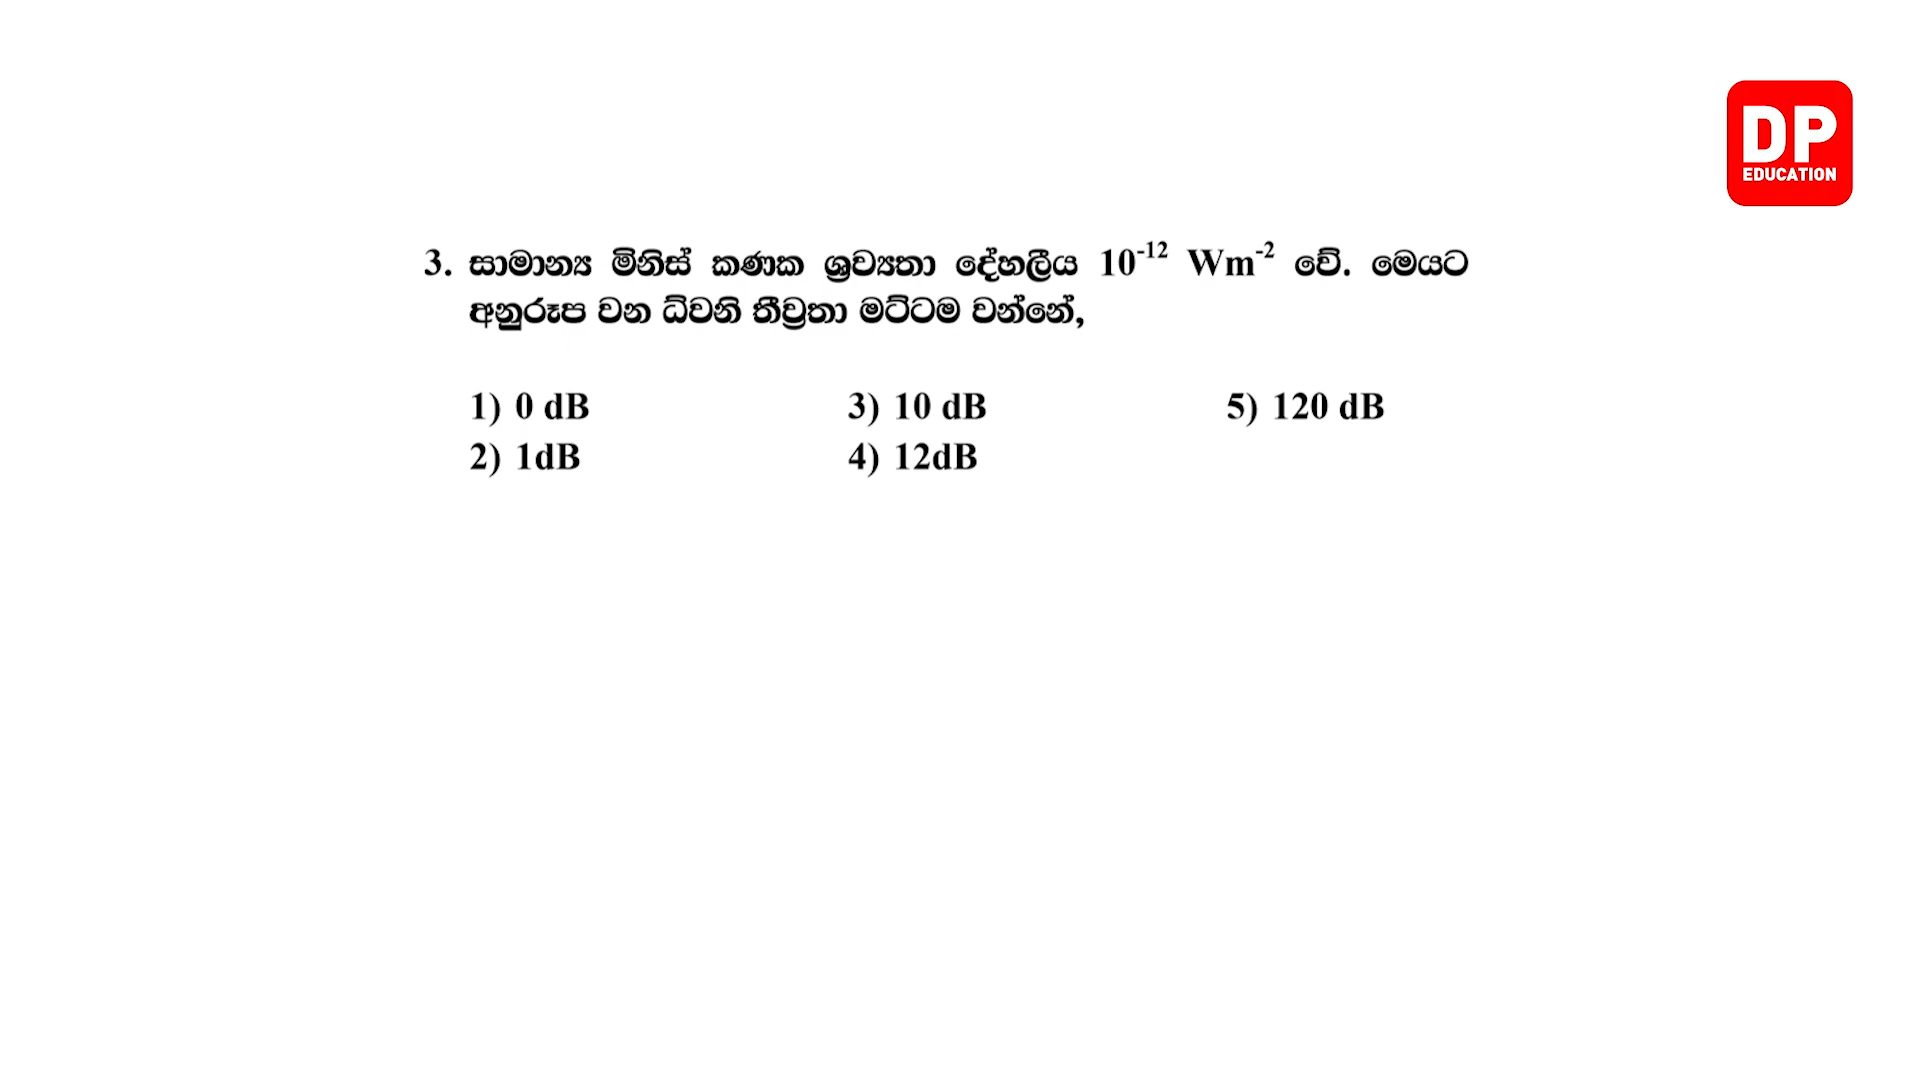 DP
EDUCATION
3. සාමාන්‍ය මිනිස් කණක ශ්‍රව්‍යතා දේහලීය 10⁻¹² Wm⁻² වේ. මෙයට
අනුරූප වන ධ්වනි තීව්‍රතා මට්ටම වන්නේ,
1) 0 dB 3) 10 dB 5) 120 dB
2) 1dB 4) 12dB